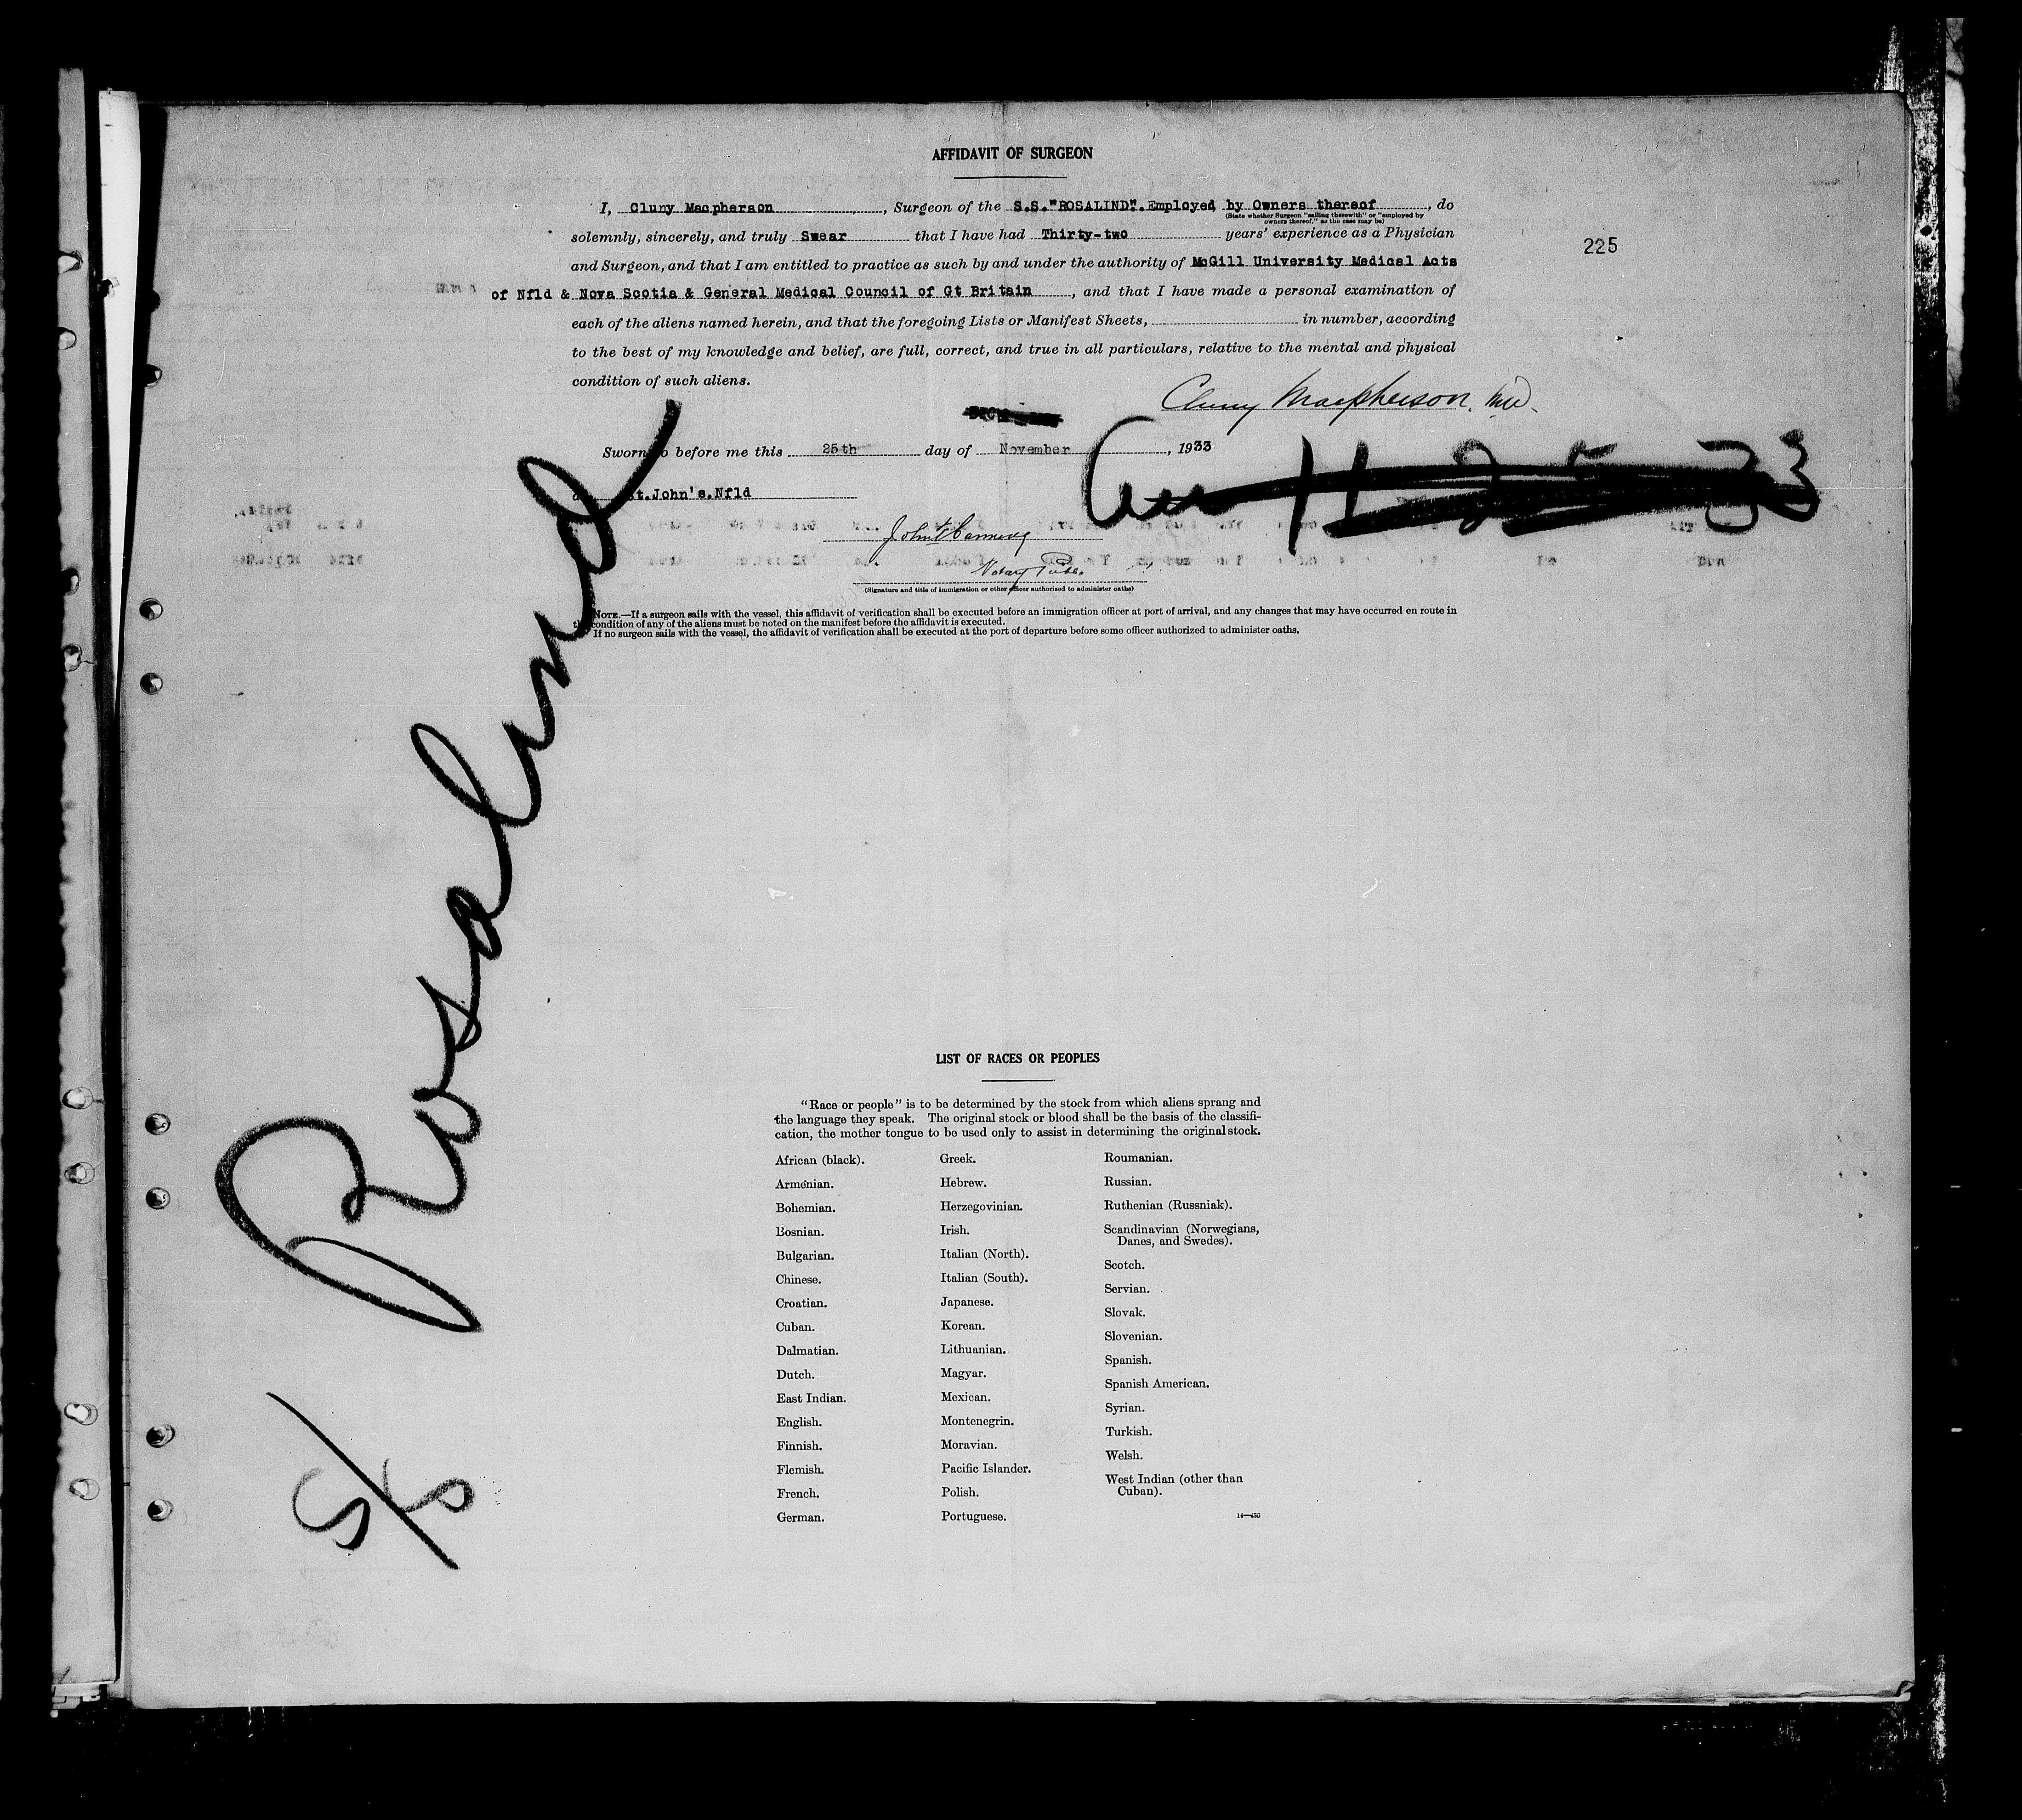 AFFIDAVIT OF SURGEON
I, Cluny Macpherson, Surgeon of the S.S."ROSALIND".Employed by Owners thereof, do
(State whether Surgeon "sailing therewith" or "employed by
owners thereof," as the case may be)
solemnly, sincerely, and truly Swear that I have had Thirty-two years' experience as a Physician
225
and Surgeon, and that I am entitled to practice as such by and under the authority of McGill University Medical Acts
of Nfld & Nova Scotia & General Medical Council of Gt Britain, and that I have made a personal examination of
each of the aliens named herein, and that the foregoing Lists or Manifest Sheets, in number, according
to the best of my knowledge and belief, are full, correct, and true in all particulars, relative to the mental and physical
condition of such aliens.
Cluny Macpherson, MD.
Sworn to before me this 25th day of November, 1933
St.John's.Nfld
John
Notary Publ.
(Signature and title of immigration or other officer authorized to administer oaths)
NOTE.—If a surgeon sails with the vessel, this affidavit of verification shall be executed before an immigration officer at port of arrival, and any changes that may have occurred en route in
the condition of any of the aliens must be noted on the manifest before the affidavit is executed.
If no surgeon sails with the vessel, the affidavit of verification shall be executed at the port of departure before some officer authorized to administer oaths.
S/S Rosalind
LIST OF RACES OR PEOPLES
"Race or people" is to be determined by the stock from which aliens sprang and
the language they speak. The original stock or blood shall be the basis of the classifi-
cation, the mother tongue to be used only to assist in determining the original stock.
African (black).
Armenian.
Bohemian.
Bosnian.
Bulgarian.
Chinese.
Croatian.
Cuban.
Dalmatian.
Dutch.
East Indian.
English.
Finnish.
Flemish.
French.
German.
Greek.
Hebrew.
Herzegovinian.
Irish.
Italian (North).
Italian (South).
Japanese.
Korean.
Lithuanian.
Magyar.
Mexican.
Montenegrin.
Moravian.
Pacific Islander.
Polish.
Portuguese.
Roumanian.
Russian.
Ruthenian (Russniak).
Scandinavian (Norwegians,
Danes, and Swedes).
Scotch.
Servian.
Slovak.
Slovenian.
Spanish.
Spanish American.
Syrian.
Turkish.
Welsh.
West Indian (other than
Cuban).
14—430